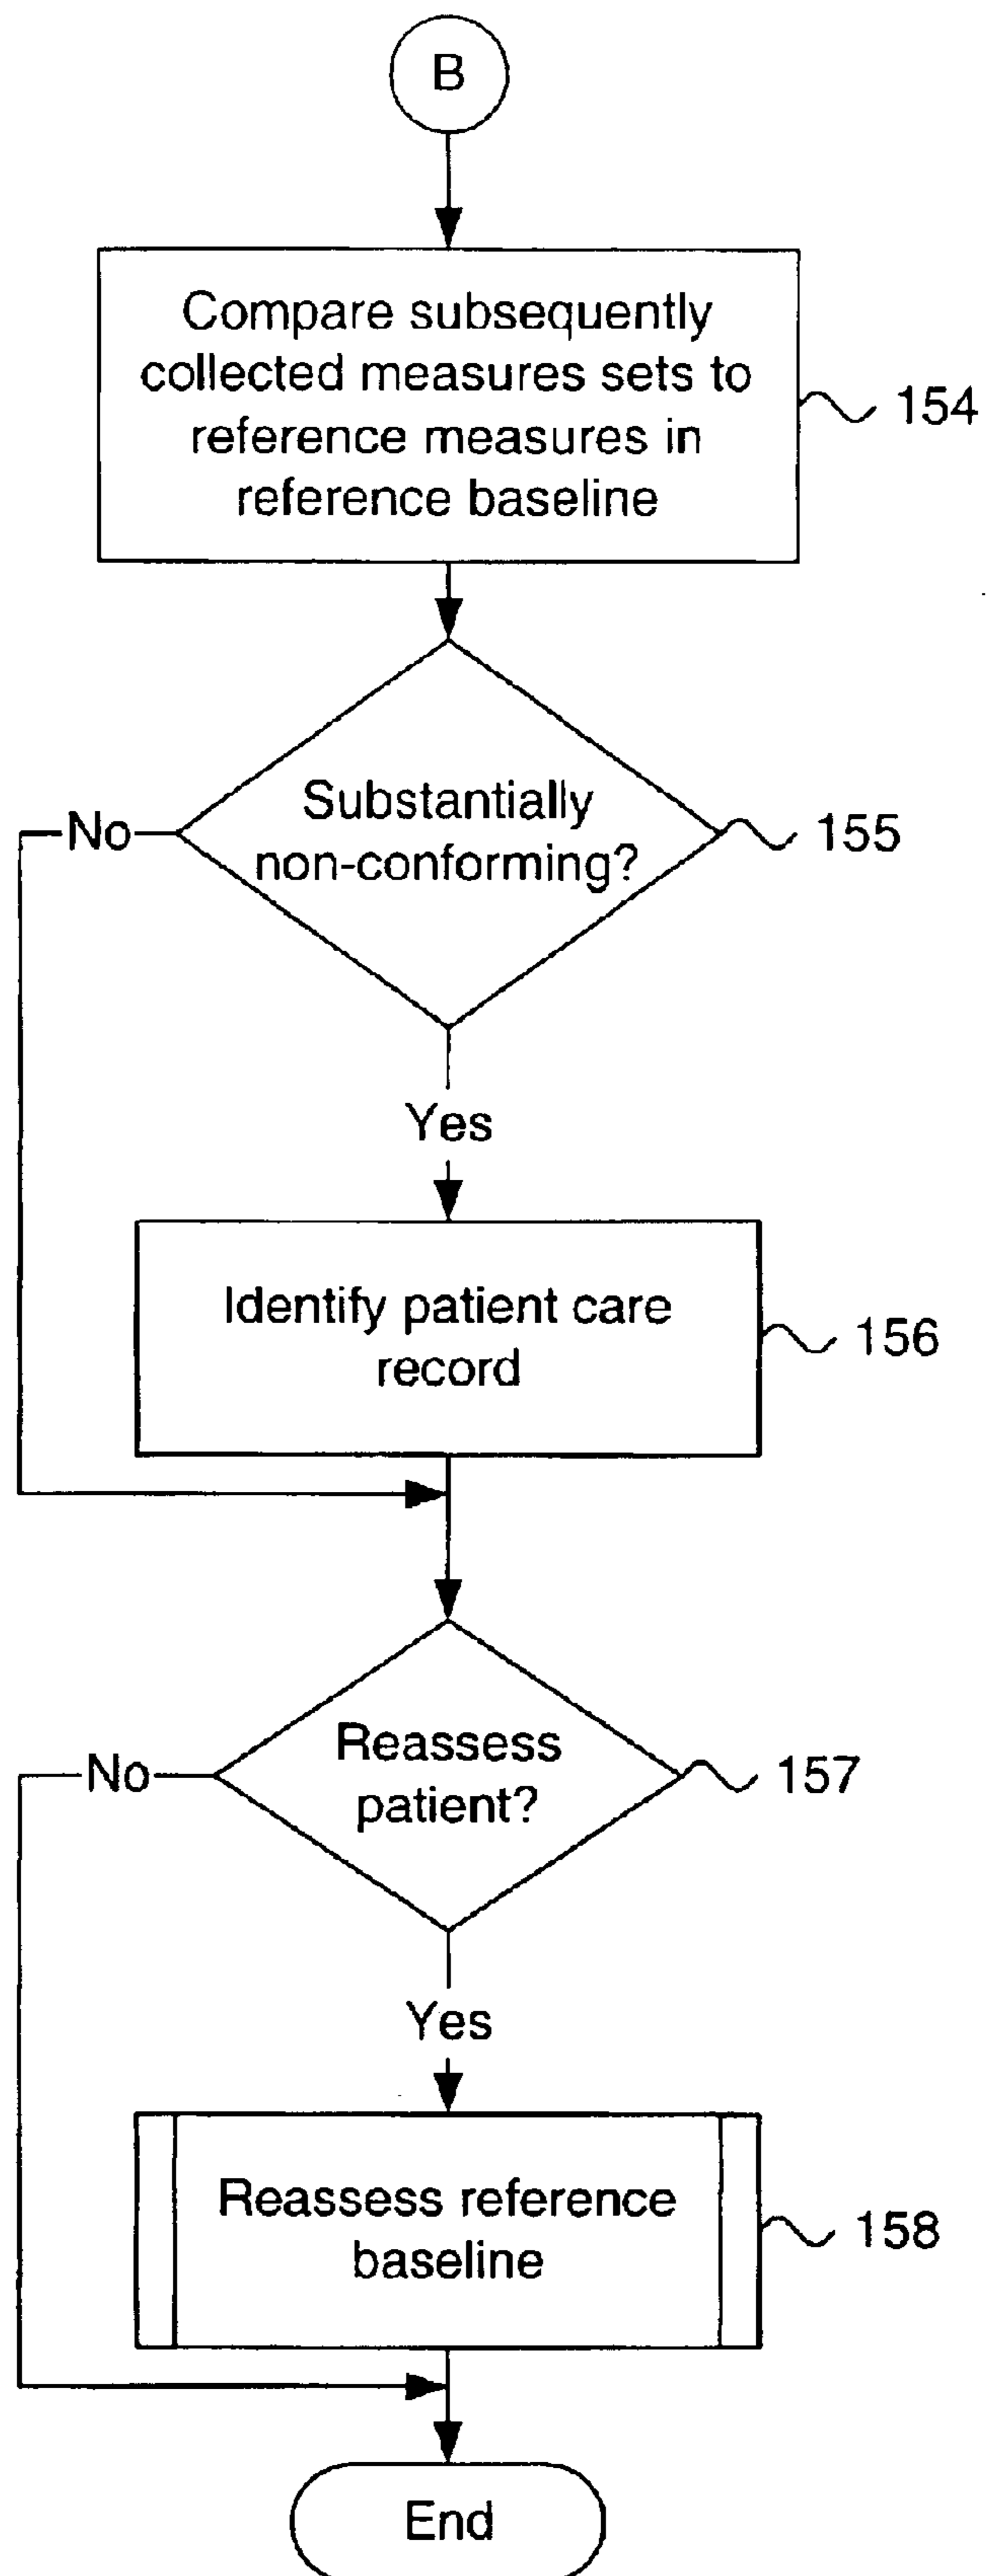 B
Compare subsequently
collected measures sets to
reference measures in
reference baseline
154
Substantially
non-conforming?
155
No
Yes
Identify patient care
record
156
Reassess
patient?
157
No
Yes
Reassess reference
baseline
158
End